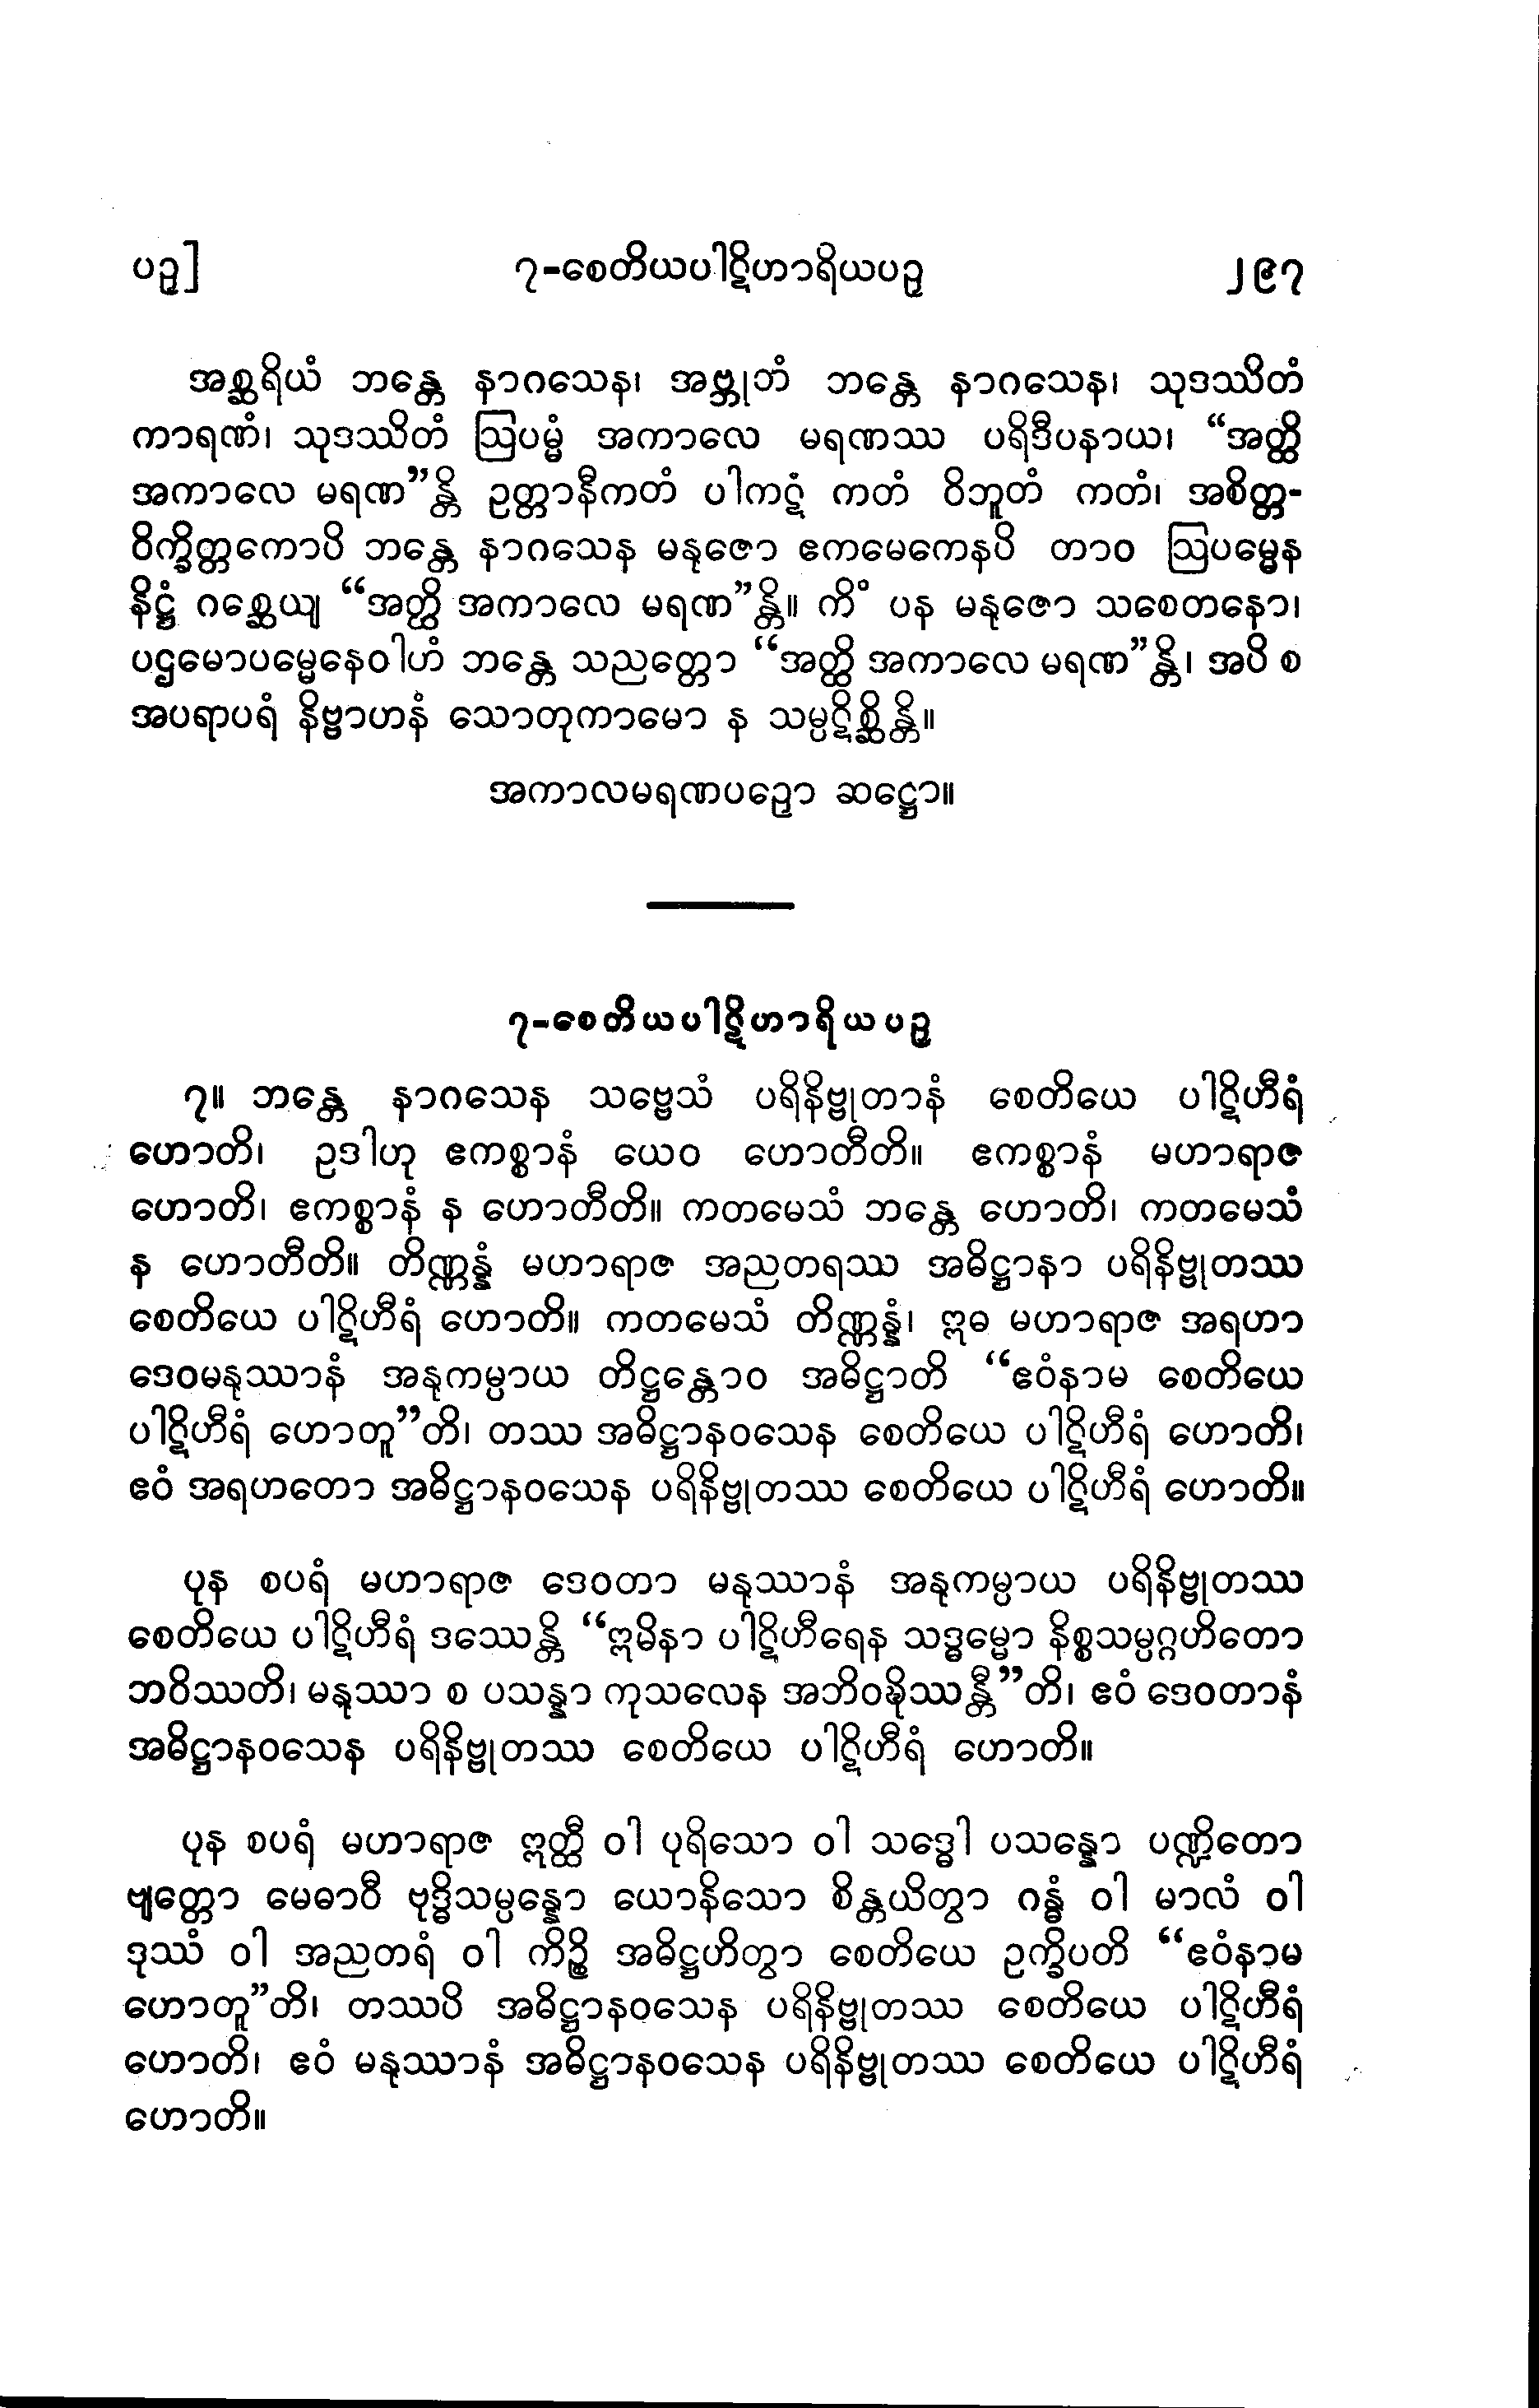 ပဉှ]
၇-စေတိယပါဋိဟာရိယပဉှ
၂၉၇
အစ္ဆရိယံ ဘန္တေ နာဂသေန၊ အဗ္ဘုတံ ဘန္တေ နာဂသေန၊ သုဒဿိတံ
ကာရဏံ၊ သုဒဿိတံ ဩပမ္မံ အကာလေ မရဏဿ ပရိဒီပနာယ၊ “အတ္ထိ
အကာလေ မရဏ”န္တိ ဥတ္တာနီကတံ ပါကဋံ ကတံ ဝိဘူတံ ကတံ၊ အစိတ္တ-
ဝိက္ခိတ္တကောပိ ဘန္တေ နာဂသေန မနုဇော ဧကမေကေနပိ တာဝ ဩပမ္မေန
နိဋ္ဌံ ဂစ္ဆေယျ “အတ္ထိ အကာလေ မရဏ”န္တိ။ ကိံ ပန မနုဇော သစေတနော၊
ပဌမောပမ္မေနေဝါဟံ ဘန္တေ သညတ္တော “အတ္ထိ အကာလေ မရဏ”န္တိ၊ အပိ စ
အပရာပရံ နိဗ္ဗာဟနံ သောတုကာမော န သမ္ပဋိစ္ဆိန္တိ။
အကာလမရဏပဉှော ဆဋ္ဌော။
၇-စေတိယပါဋိဟာရိယပဉှ
၇။ ဘန္တေ နာဂသေန သဗ္ဗေသံ ပရိနိဗ္ဗုတာနံ စေတိယေ ပါဋိဟီရံ
ဟောတိ၊ ဥဒါဟု ဧကစ္စာနံ ယေဝ ဟောတီတိ။ ဧကစ္စာနံ မဟာရာဇ
ဟောတိ၊ ဧကစ္စာနံ န ဟောတီတိ။ ကတမေသံ ဘန္တေ ဟောတိ၊ ကတမေသံ
န ဟောတီတိ။ တိဏ္ဏန္နံ မဟာရာဇ အညတရဿ အဓိဋ္ဌာနာ ပရိနိဗ္ဗုတဿ
စေတိယေ ပါဋိဟီရံ ဟောတိ။ ကတမေသံ တိဏ္ဏန္နံ၊ ဣဓ မဟာရာဇ အရဟာ
ဒေဝမနုဿာနံ အနုကမ္ပာယ တိဋ္ဌန္တောဝ အဓိဋ္ဌာတိ “ဧဝံနာမ စေတိယေ
ပါဋိဟီရံ ဟောတူ”တိ၊ တဿ အဓိဋ္ဌာနဝသေန စေတိယေ ပါဋိဟီရံ ဟောတိ၊
ဧဝံ အရဟတော အဓိဋ္ဌာနဝသေန ပရိနိဗ္ဗုတဿ စေတိယေ ပါဋိဟီရံ ဟောတိ။
ပုန စပရံ မဟာရာဇ ဒေဝတာ မနုဿာနံ အနုကမ္ပာယ ပရိနိဗ္ဗုတဿ
စေတိယေ ပါဋိဟီရံ ဒဿေန္တိ “ဣမိနာ ပါဋိဟီရေန သဒ္ဓမ္မော နိစ္စသမ္ပဂ္ဂဟိတော
ဘဝိဿတိ၊ မနုဿာ စ ပသန္နာ ကုသလေန အဘိဝဍ္ဎိဿန္တီ”တိ၊ ဧဝံ ဒေဝတာနံ
အဓိဋ္ဌာနဝသေန ပရိနိဗ္ဗုတဿ စေတိယေ ပါဋိဟီရံ ဟောတိ။
ပုန စပရံ မဟာရာဇ ဣတ္ထီ ဝါ ပုရိသော ဝါ သဒ္ဓေါ ပသန္နော ပဏ္ဍိတော
ဗျတ္တော မေဓာဝီ ဗုဒ္ဓိသမ္ပန္နော ယောနိသော စိန္တယိတွာ ဂန္ဓံ ဝါ မာလံ ဝါ
ဒုဿံ ဝါ အညတရံ ဝါ ကိဉ္စိ အဓိဋ္ဌဟိတွာ စေတိယေ ဥက္ခိပတိ “ဧဝံနာမ
ဟောတူ”တိ၊ တဿပိ အဓိဋ္ဌာနဝသေန ပရိနိဗ္ဗုတဿ စေတိယေ ပါဋိဟီရံ
ဟောတိ၊ ဧဝံ မနုဿာနံ အဓိဋ္ဌာနဝသေန ပရိနိဗ္ဗုတဿ စေတိယေ ပါဋိဟီရံ
ဟောတိ။